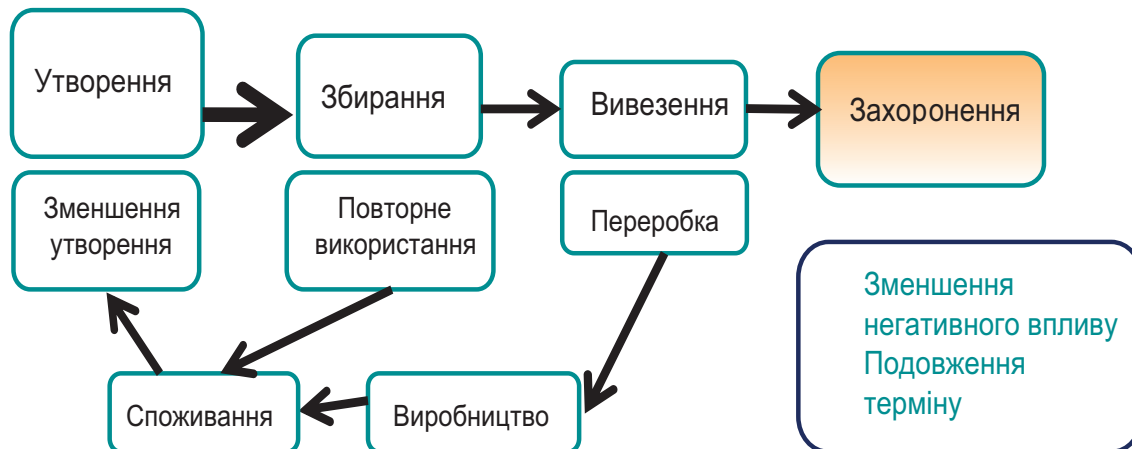 Утворення
Збирання
Вивезення
Захоронення
Зменшення
утворення
Повторне
використання
Переробка
Зменшення
негативного впливу
Подовження
терміну
Споживання
Виробництво